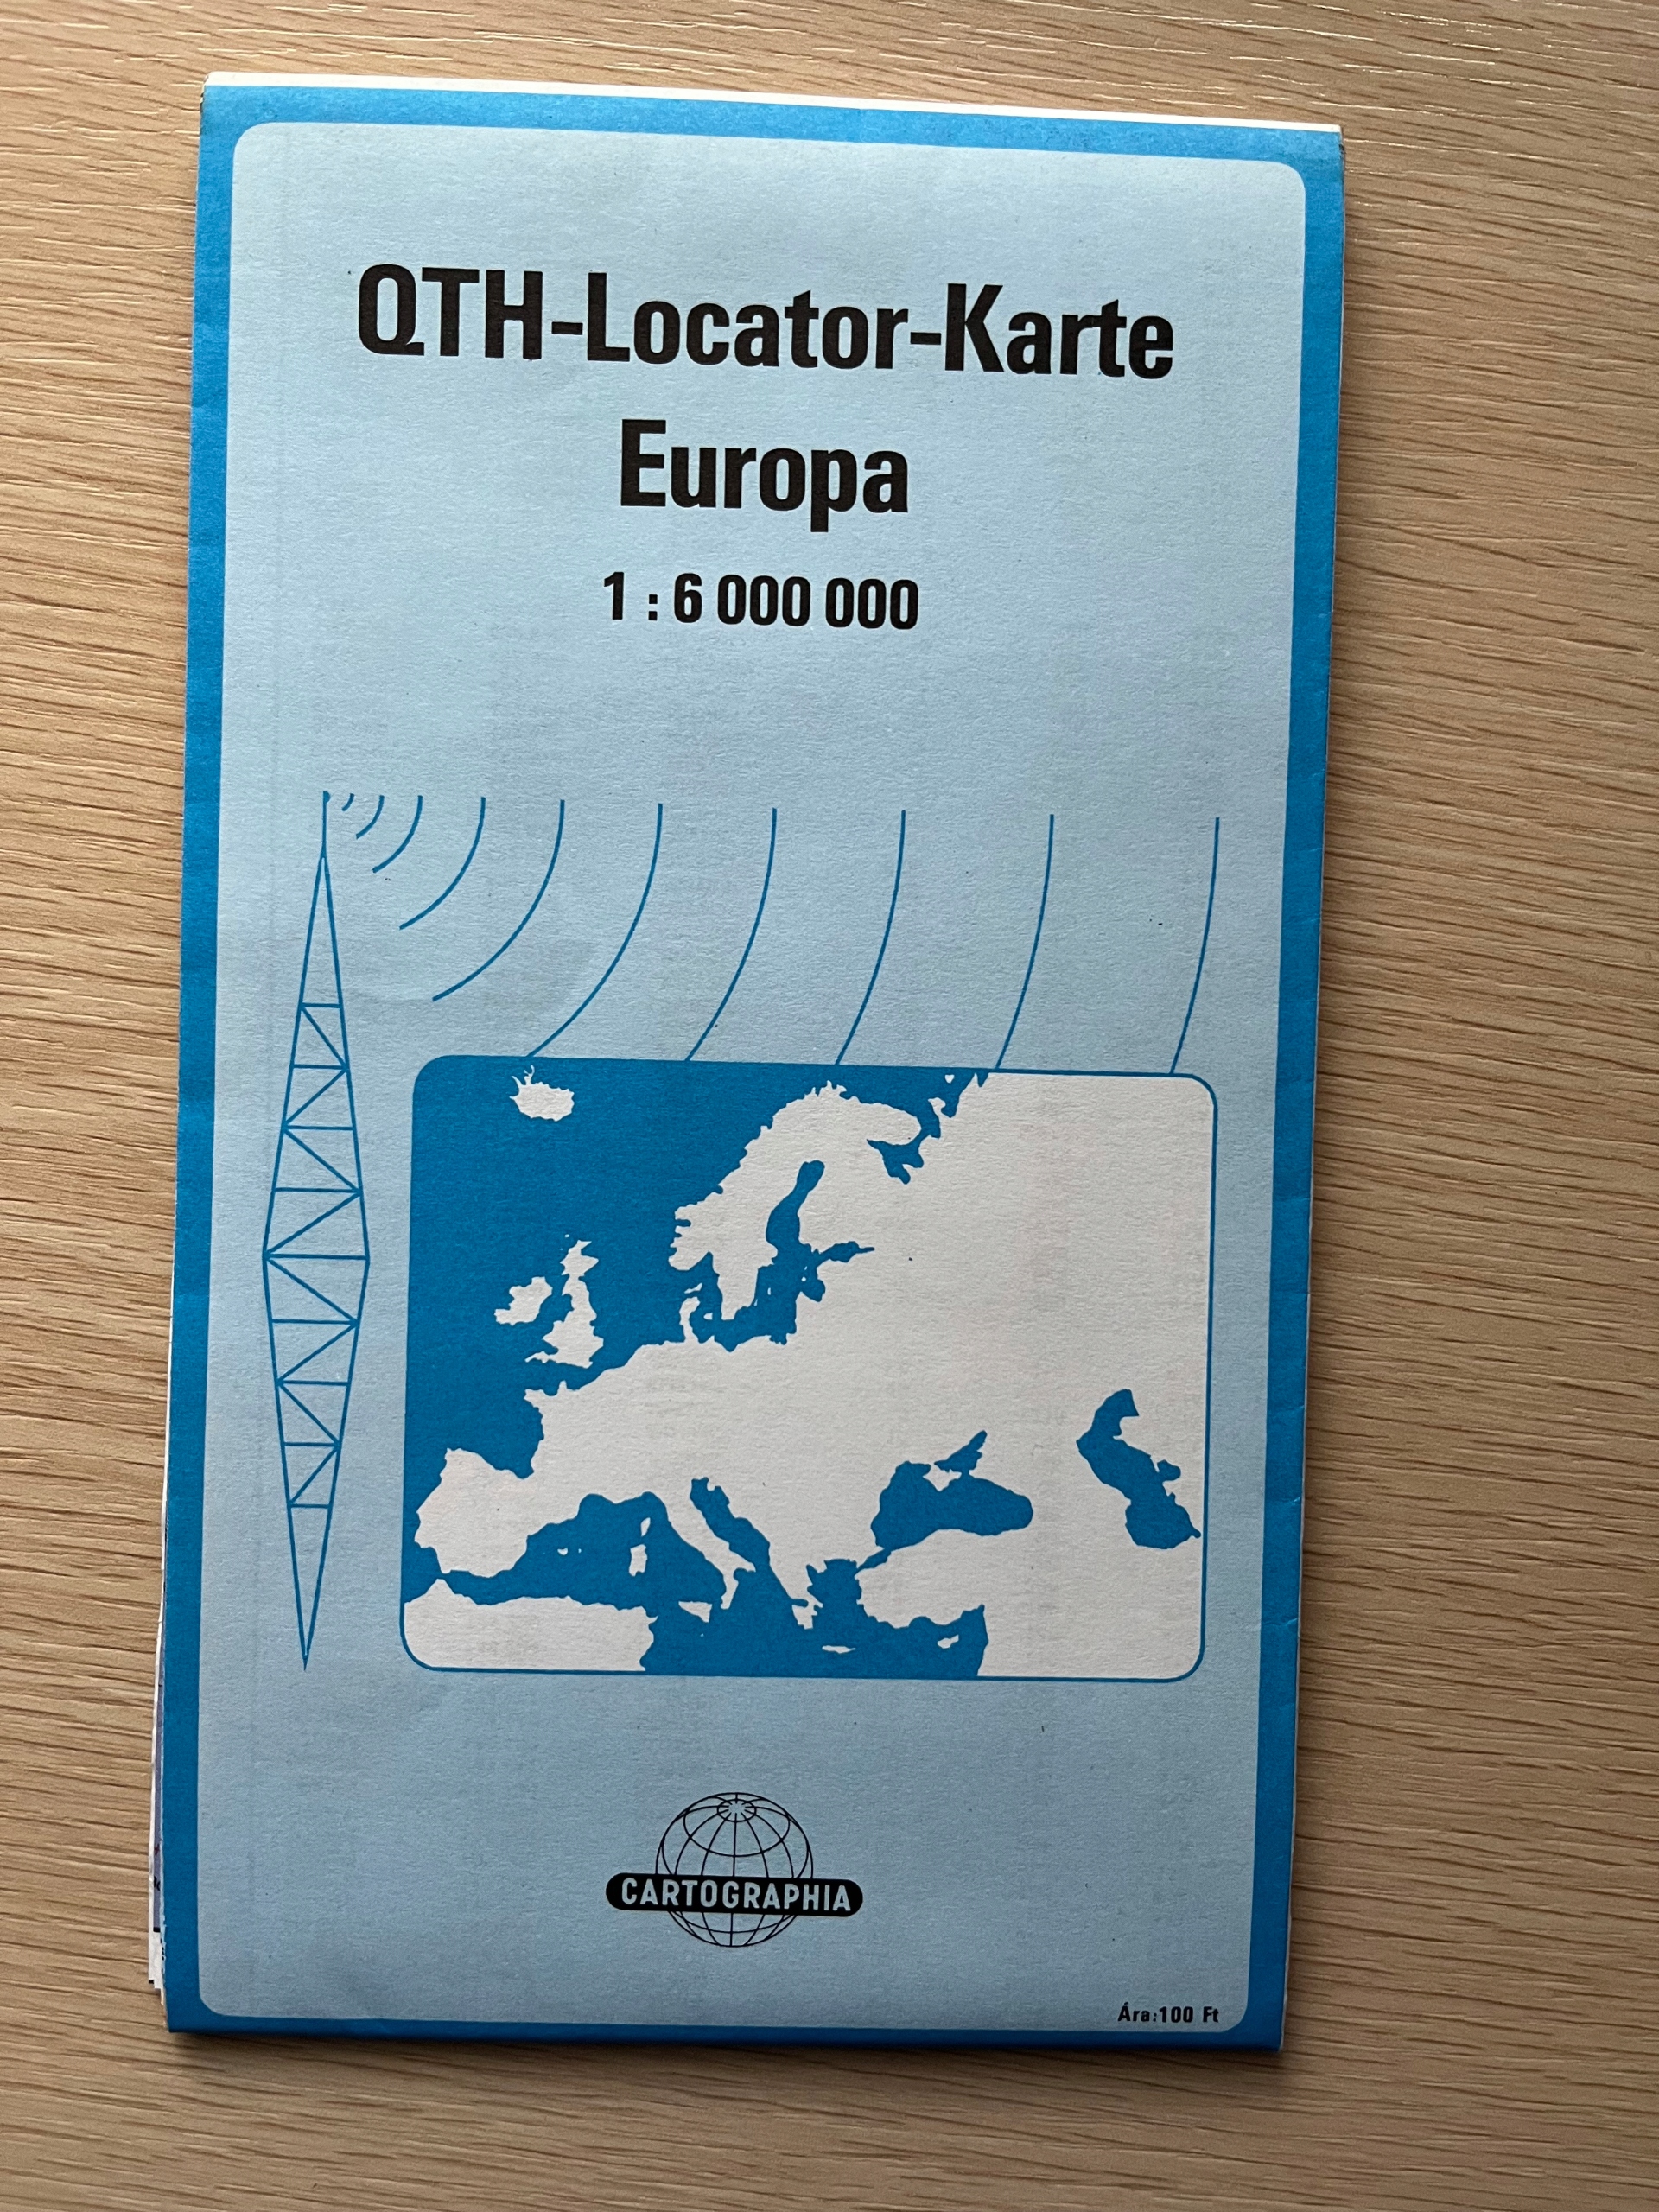 QTH-Locator-Karte
Europa
1 : 6 000 000
CARTOGRAPHIA
Ára:100 Ft